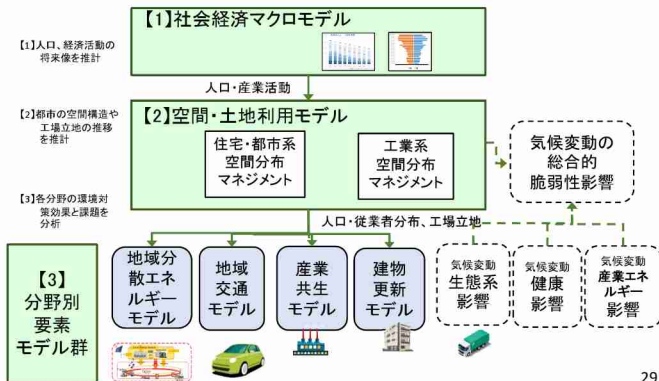 【1】社会経済マクロモデル
【1】人口、経済活動の
将来像を推計
人口・産業活動
【2】空間・土地利用モデル
【2】都市の空間構造や
工場立地の推移
を推計
住宅・都市系
空間分布
マネジメント
工業系
空間分布
マネジメント
気候変動の
総合的
脆弱性影響
【3】各分野の環境対
策効果と課題を
分析
人口・従業者分布、工場立地
【3】
分野別
要素
モデル群
地域分
散エネ
ルギー
モデル
地域
交通
モデル
産業
共生
モデル
建物
更新
モデル
気候変動
生態系
影響
気候変動
健康
影響
気候変動
産業エネ
ルギー
影響
29